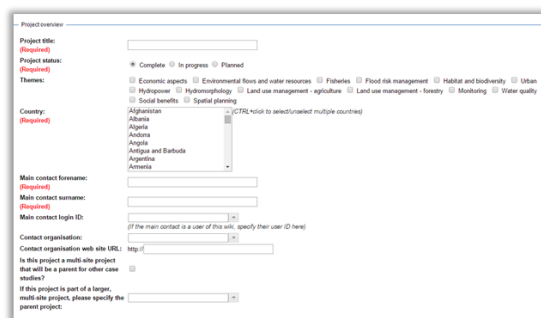 Project overview
Project title:
(Required)
Project status:
(Required)
Complete In progress Planned
Themes:
Economic aspects Environmental flows and water resources Fisheries Flood risk management Habitat and biodiversity Urban
Hydropower Hydromorphology Land use management - agriculture Land use management - forestry Monitoring Water quality
Social benefits Spatial planning
Country:
(Required)
(CTRL+click to select/unselect multiple countries)
Afghanistan
Albania
Algeria
Andorra
Angola
Antigua and Barbuda
Argentina
Armenia
Main contact forename:
(Required)
Main contact surname:
(Required)
Main contact login ID:
(If the main contact is a user of this wiki, specify their user ID here)
Contact organisation:
Contact organisation web site URL: http://
Is this project a multi-site project
that will be a parent for other case
studies?
If this project is part of a larger,
multi-site project, please specify the
parent project: